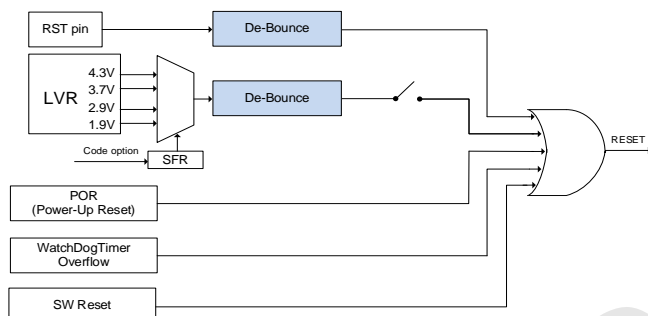 RST pin
De-Bounce
LVR
4.3V
3.7V
2.9V
1.9V
De-Bounce
Code option
SFR
RESET
POR
(Power-Up Reset)
WatchDogTimer
Overflow
SW Reset